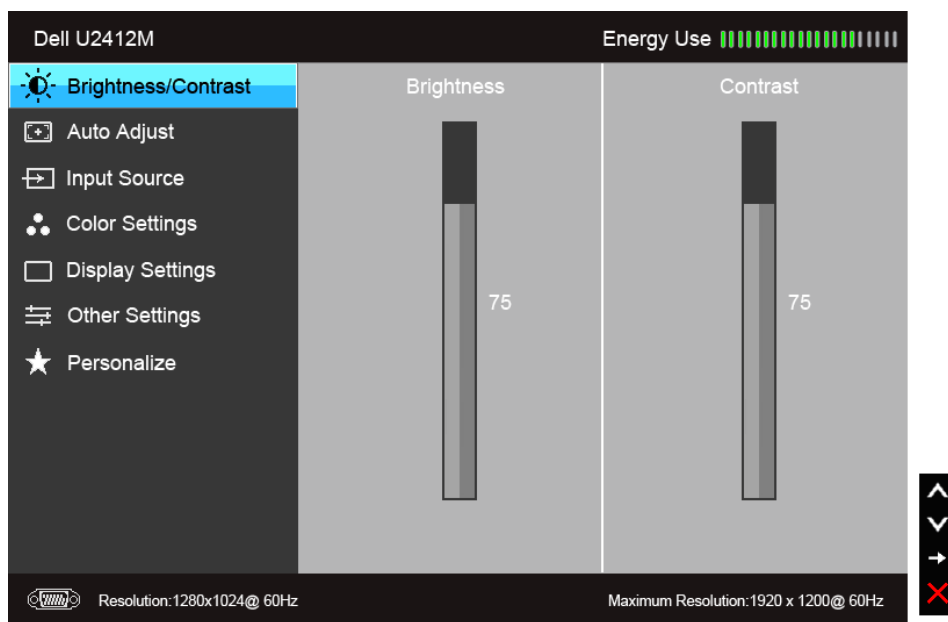 Dell U2412M
Energy Use
Brightness/Contrast
Auto Adjust
Input Source
Color Settings
Display Settings
Other Settings
Personalize
Brightness
75
Contrast
75
Resolution:1280x1024@ 60Hz
Maximum Resolution:1920 x 1200@ 60Hz